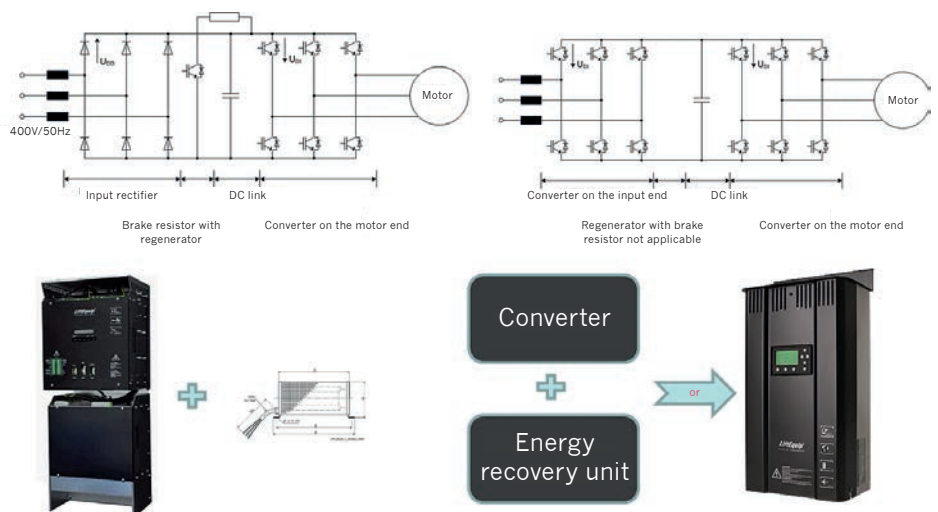 U
Motor
400V/50Hz
Input rectifier
DC link
Brake resistor with
regenerator
Converter on the motor end
U
Motor
Converter on the input end
DC link
Regenerator with brake
resistor not applicable
Converter on the motor end
LiftEquip
Converter
+
Energy
recovery unit
or
LiftEquip